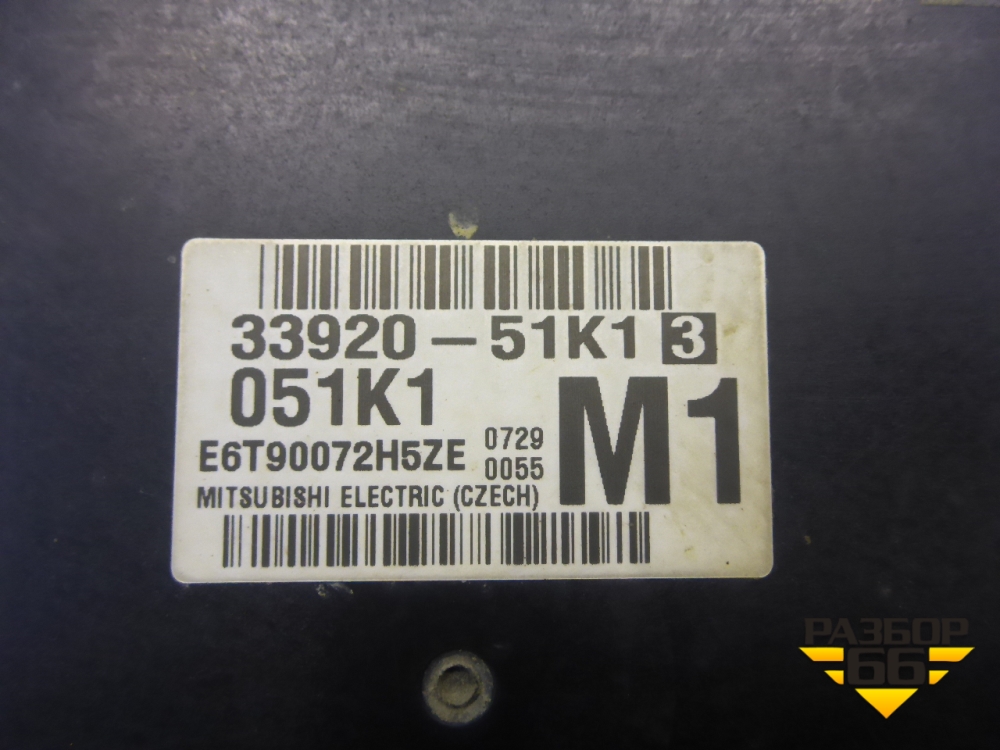 33920-51K1 3
051K1
E6T90072H5ZE
0729
0055
M1
MITSUBISHI ELECTRIC (CZECH)
РАЗБОР
66